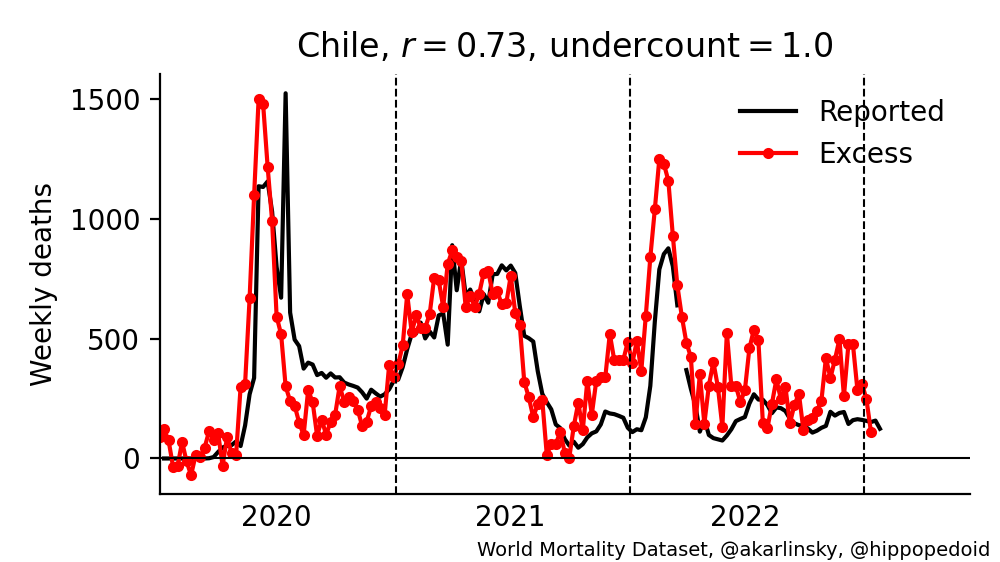 Chile, r = 0.73, undercount = 1.0
Weekly deaths
1500
1000
500
0
Reported
Excess
2020
2021
2022
World Mortality Dataset, @akarlinsky, @hippopedoid